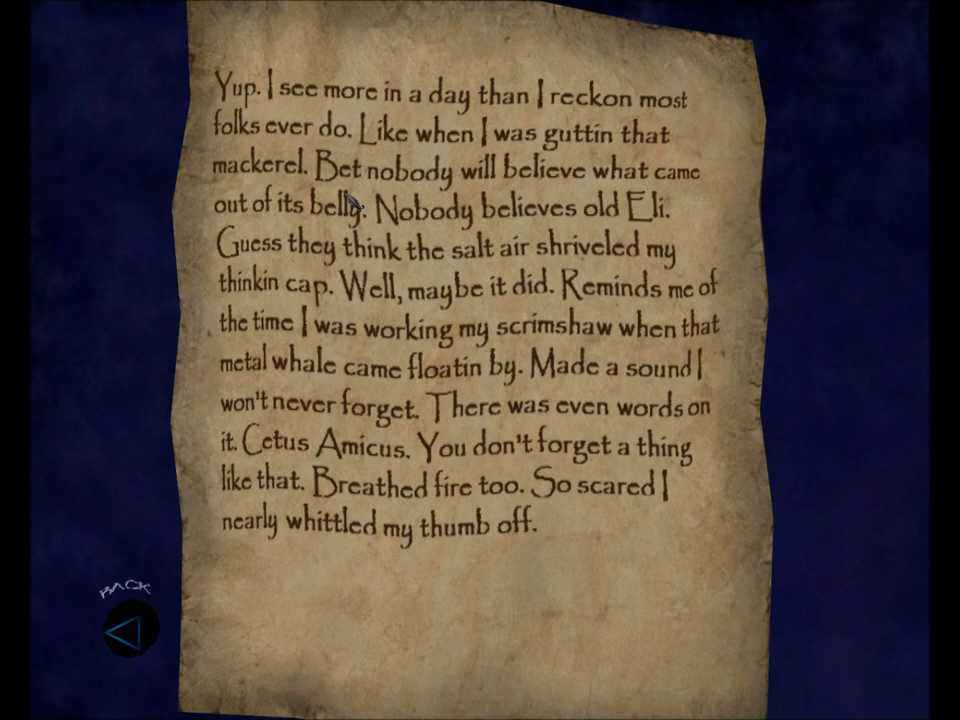 Yup. I see more in a day than I reckon most
folks ever do. Like when I was guttin that
mackerel. Bet nobody will believe what came
out of its belly. Nobody believes old Eli.
Guess they think the salt air shriveled my
thinkin cap. Well, maybe it did. Reminds me of
the time I was working my scrimshaw when that
metal whale came floatin by. Made a sound I
won't never forget. There was even words on
it. Cetus Amicus. You don't forget a thing
like that. Breathed fire too. So scared I
nearly whittled my thumb off.
BACK